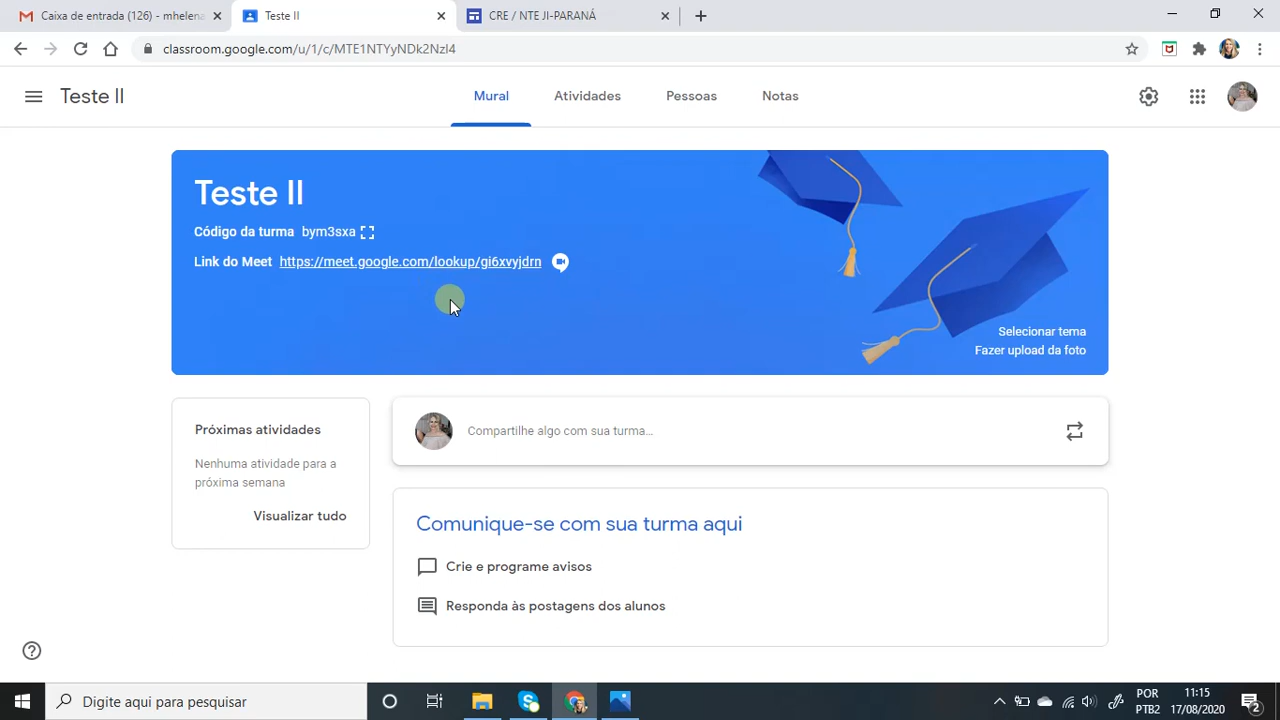 Caixa de entrada (126) - mhelena
Teste II
CRE / NTE JI-PARANÁ
classroom.google.com/u/1/c/MTE1NTYyNDk2NzI4
Teste II
Mural
Atividades
Pessoas
Notas
Teste II
Código da turma bym3sxa
Link do Meet https://meet.google.com/lookup/gi6xvyjdrn
Selecionar tema
Fazer upload da foto
Próximas atividades
Nenhuma atividade para a
próxima semana
Visualizar tudo
Compartilhe algo com sua turma...
Comunique-se com sua turma aqui
Crie e programe avisos
Responda às postagens dos alunos
Digite aqui para pesquisar
POR
PTB2
11:15
17/08/2020
2